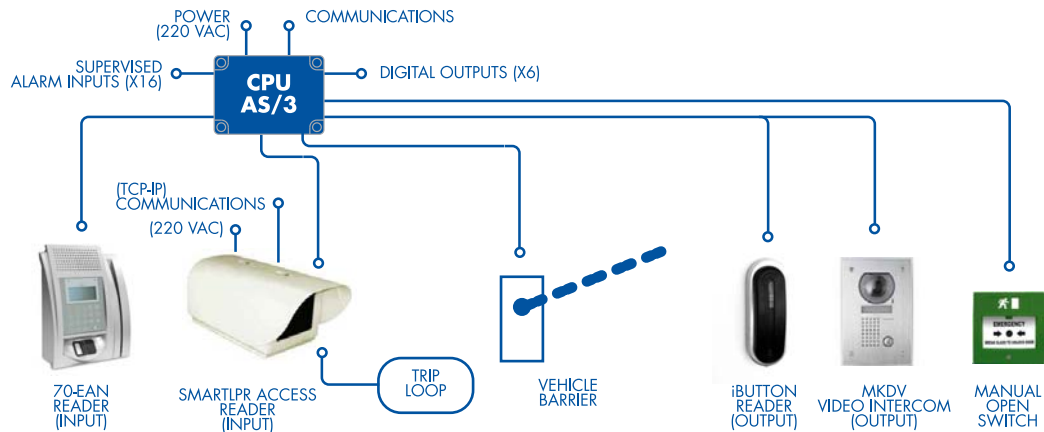 POWER
(220 VAC)
COMMUNICATIONS
SUPERVISED
ALARM INPUTS (X16)
CPU
AS/3
DIGITAL OUTPUTS (X6)
(TCP-IP)
COMMUNICATIONS
(220 VAC)
EMERGENCY
TRIP
LOOP
70-EAN
READER
(INPUT)
SMARTLPR ACCESS
READER
(INPUT)
VEHICLE
BARRIER
iBUTTON
READER
(OUTPUT)
MKDV
VIDEO INTERCOM
(OUTPUT)
MANUAL
OPEN
SWITCH